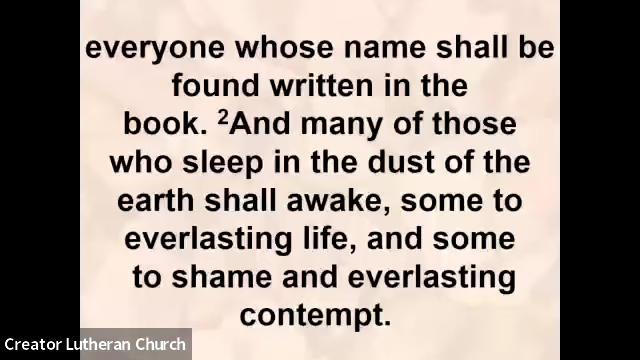 everyone whose name shall be
found written in the
book. ²And many of those
who sleep in the dust of the
earth shall awake, some to
everlasting life, and some
to shame and everlasting
contempt.
Creator Lutheran Church